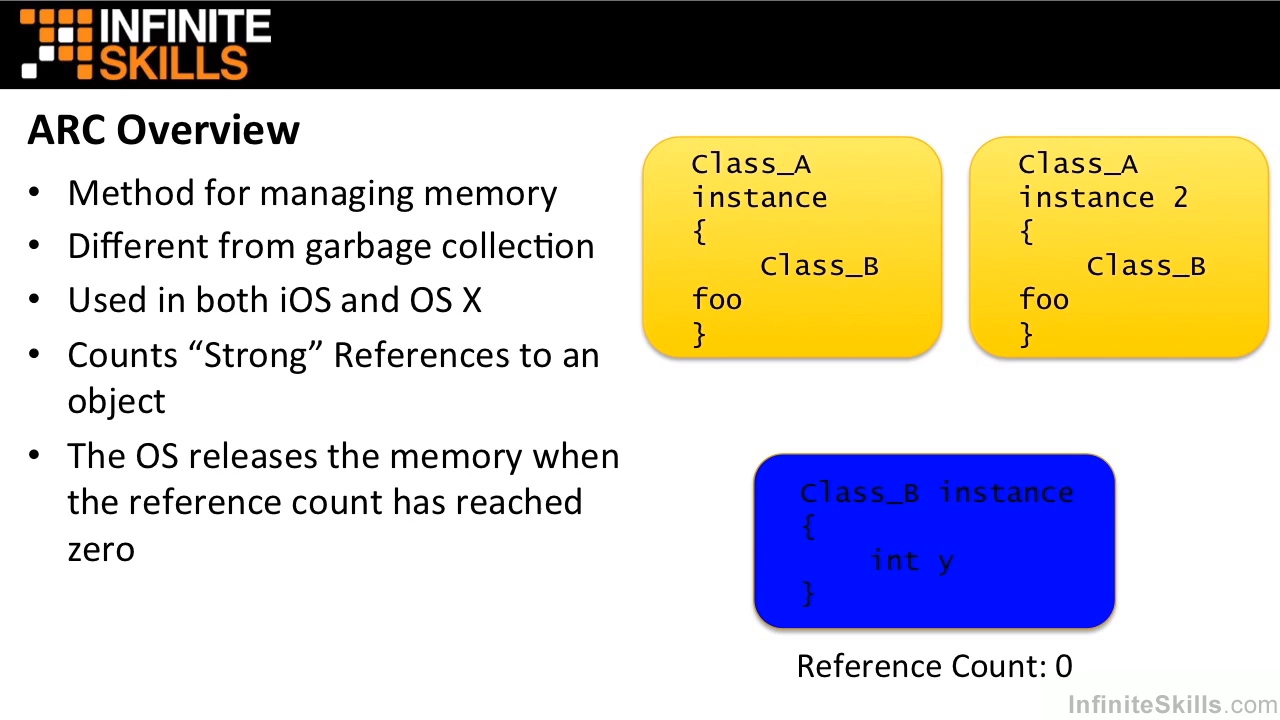 INFINITE
SKILLS
ARC Overview
• Method for managing memory
• Different from garbage collection
• Used in both iOS and OS X
• Counts “Strong” References to an
object
• The OS releases the memory when
the reference count has reached
zero
Class_A
instance
{
Class_B
foo
}
Class_A
instance 2
{
Class_B
foo
}
Class_B instance
{
int y
}
Reference Count: 0
InfiniteSkills.com